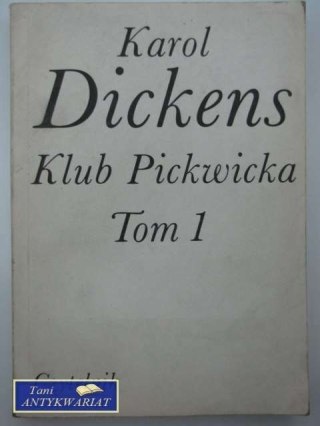 Karol
Dickens
Klub Pickwicka
Tom 1
Tani
ANTYKWARIAT